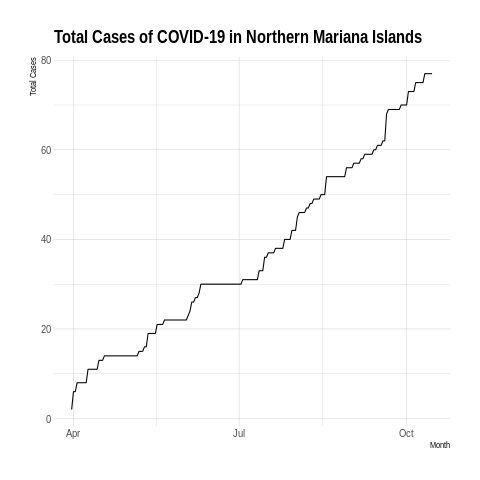 Total Cases of COVID-19 in Northern Mariana Islands
Total Cases
80
60
40
20
0
Apr
Jul
Oct
Month